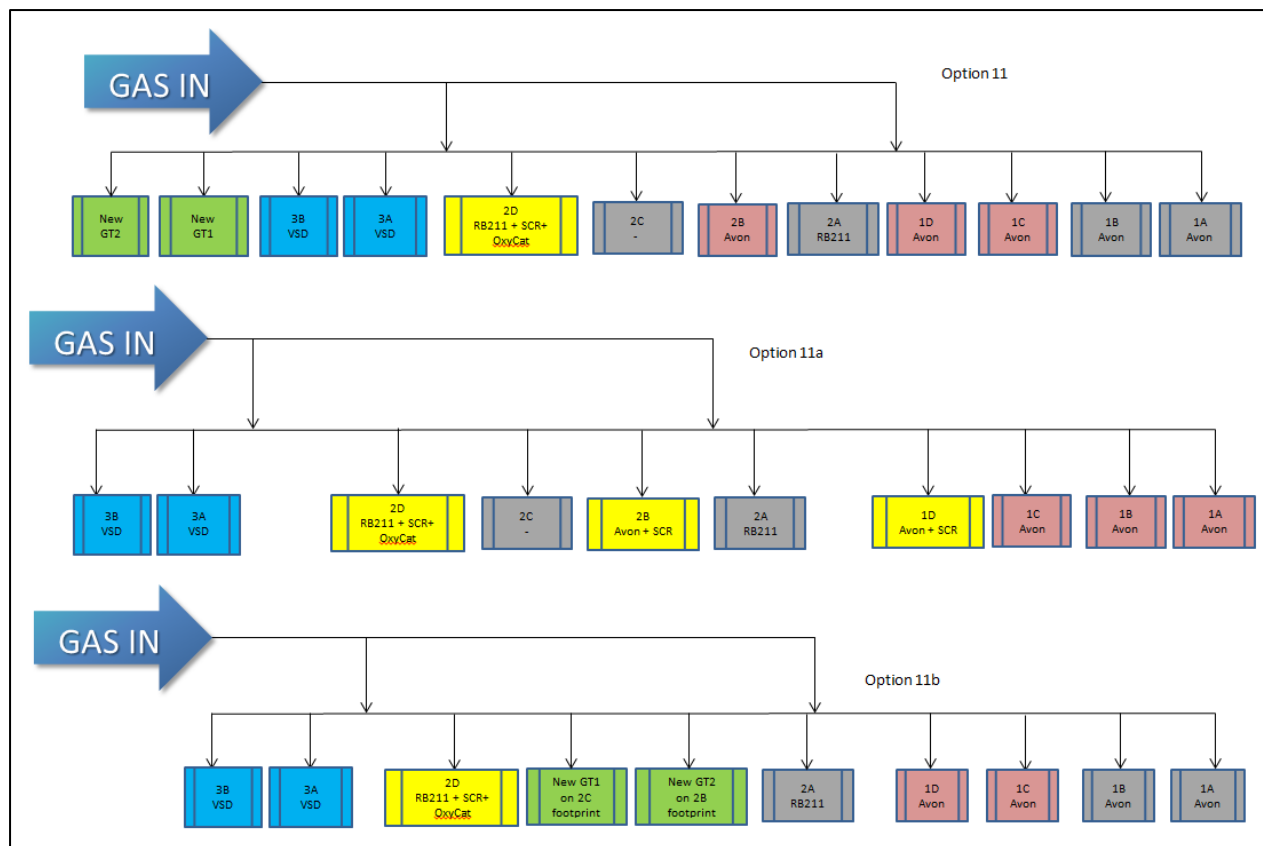 GAS IN
Option 11
New
GT2
New
GT1
3B
VSD
3A
VSD
2D
RB211 + SCR+
OxyCat
2C
-
2B
Avon
2A
RB211
1D
Avon
1C
Avon
1B
Avon
1A
Avon
GAS IN
Option 11a
3B
VSD
3A
VSD
2D
RB211 + SCR+
OxyCat
2C
-
2B
Avon + SCR
2A
RB211
1D
Avon + SCR
1C
Avon
1B
Avon
1A
Avon
GAS IN
Option 11b
3B
VSD
3A
VSD
2D
RB211 + SCR+
OxyCat
New GT1
on 2C
footprint
New GT2
on 2B
footprint
2A
RB211
1D
Avon
1C
Avon
1B
Avon
1A
Avon